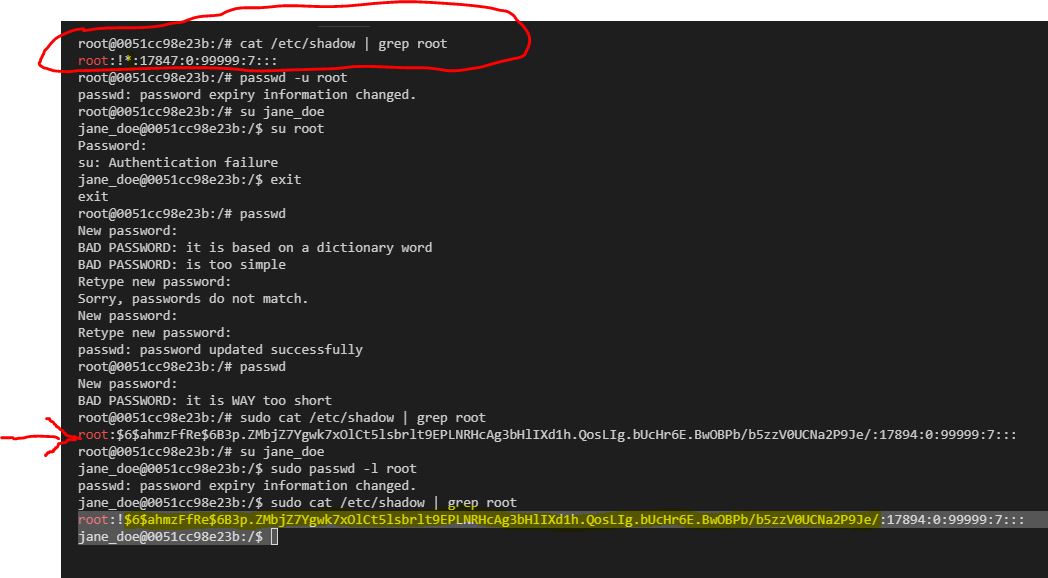 root@0051cc98e23b:/# cat /etc/shadow | grep root
root:!*:17847:0:99999:7:::
root@0051cc98e23b:/# passwd -u root
passwd: password expiry information changed.
root@0051cc98e23b:/# su jane_doe
jane_doe@0051cc98e23b:/$ su root
Password:
su: Authentication failure
jane_doe@0051cc98e23b:/$ exit
exit
root@0051cc98e23b:/# passwd
New password:
BAD PASSWORD: it is based on a dictionary word
BAD PASSWORD: is too simple
Retype new password:
Sorry, passwords do not match.
New password:
Retype new password:
passwd: password updated successfully
root@0051cc98e23b:/# passwd
New password:
BAD PASSWORD: it is WAY too short
root@0051cc98e23b:/# sudo cat /etc/shadow | grep root
root:$6$ahmzFfRe$6B3p.ZMbjZ7Ygwk7xOlCt5lsbrlt9EPLNRHcAg3bHlIXd1h.QosLIg.bUcHr6E.BwOBPb/b5zzV0UCNa2P9Je/:17894:0:99999:7:::
root@0051cc98e23b:/# su jane_doe
jane_doe@0051cc98e23b:/$ sudo passwd -l root
passwd: password expiry information changed.
jane_doe@0051cc98e23b:/$ sudo cat /etc/shadow | grep root
root:!$6$ahmzFfRe$6B3p.ZMbjZ7Ygwk7xOlCt5lsbrlt9EPLNRHcAg3bHlIXd1h.QosLIg.bUcHr6E.BwOBPb/b5zzV0UCNa2P9Je/:17894:0:99999:7:::
jane_doe@0051cc98e23b:/$